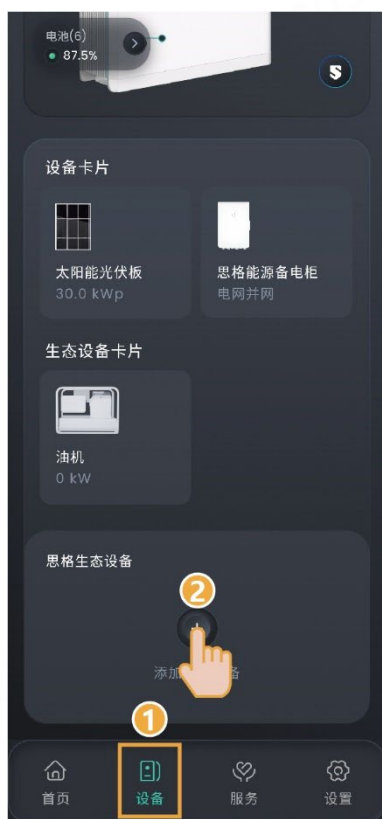 电池(6)
87.5%
S
设备卡片
太阳能光伏板
30.0 kWp
思格能源备电柜
电网并网
生态设备卡片
油机
0 kW
思格生态设备
2
添加
备
1
首页
设备
服务
设置